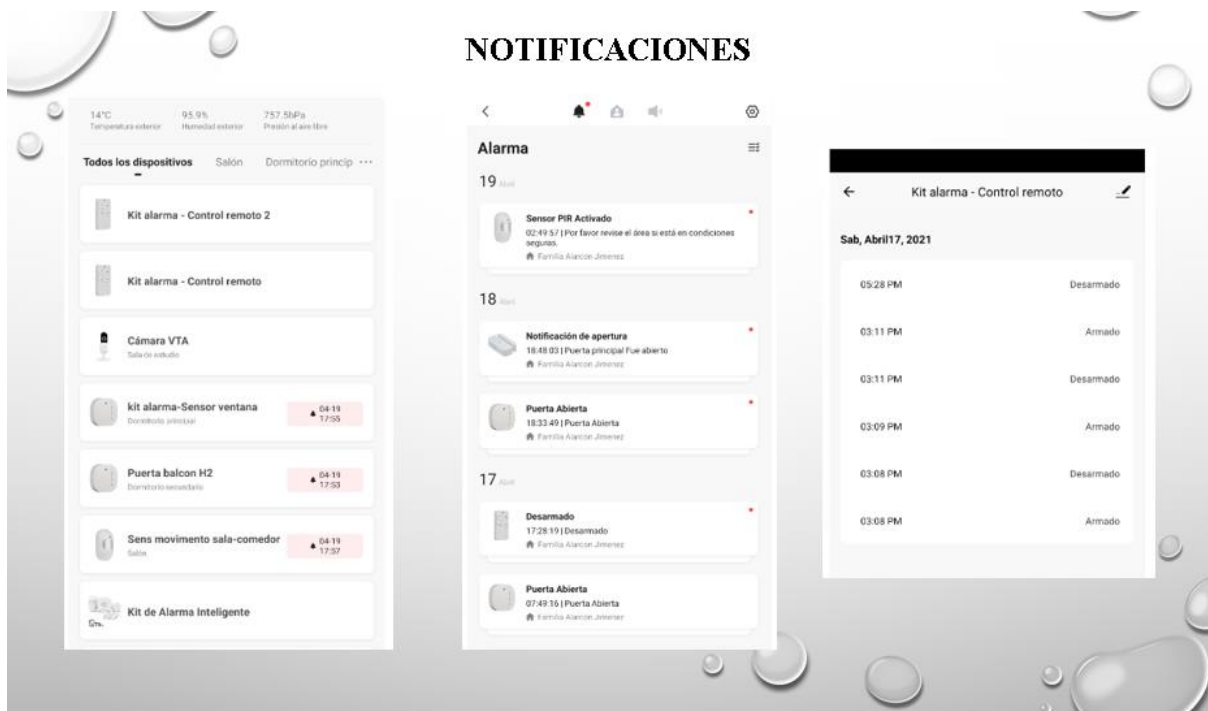 NOTIFICACIONES
14°C 95.9% 757.5hPa
Temperatura exterior Humedad exterior Presión al aire libre
Todos los dispositivos Salón Dormitorio princip ···
Kit alarma - Control remoto 2
Kit alarma - Control remoto
Cámara VTA
Sala de estudio
kit alarma-Sensor ventana
Dormitorio principal
04-19
17:55
Puerta balcon H2
Dormitorio secundario
04-19
17:53
Sens movimento sala-comedor
Salón
04-19
17:57
Kit de Alarma Inteligente
Alarma
19 Abril
Sensor PIR Activado
02:49:57 | Por favor revise el área si está en condiciones
seguras.
Familia Alarcon Jimenez
18 Abril
Notificación de apertura
18:48:03 | Puerta principal Fue abierto
Familia Alarcon Jimenez
Puerta Abierta
18:33:49 | Puerta Abierta
Familia Alarcon Jimenez
17 Abril
Desarmado
17:28:19 | Desarmado
Familia Alarcon Jimenez
Puerta Abierta
07:49:16 | Puerta Abierta
Familia Alarcon Jimenez
Kit alarma - Control remoto
Sab, Abril17, 2021
05:28 PM Desarmado
03:11 PM Armado
03:11 PM Desarmado
03:09 PM Armado
03:08 PM Desarmado
03:08 PM Armado